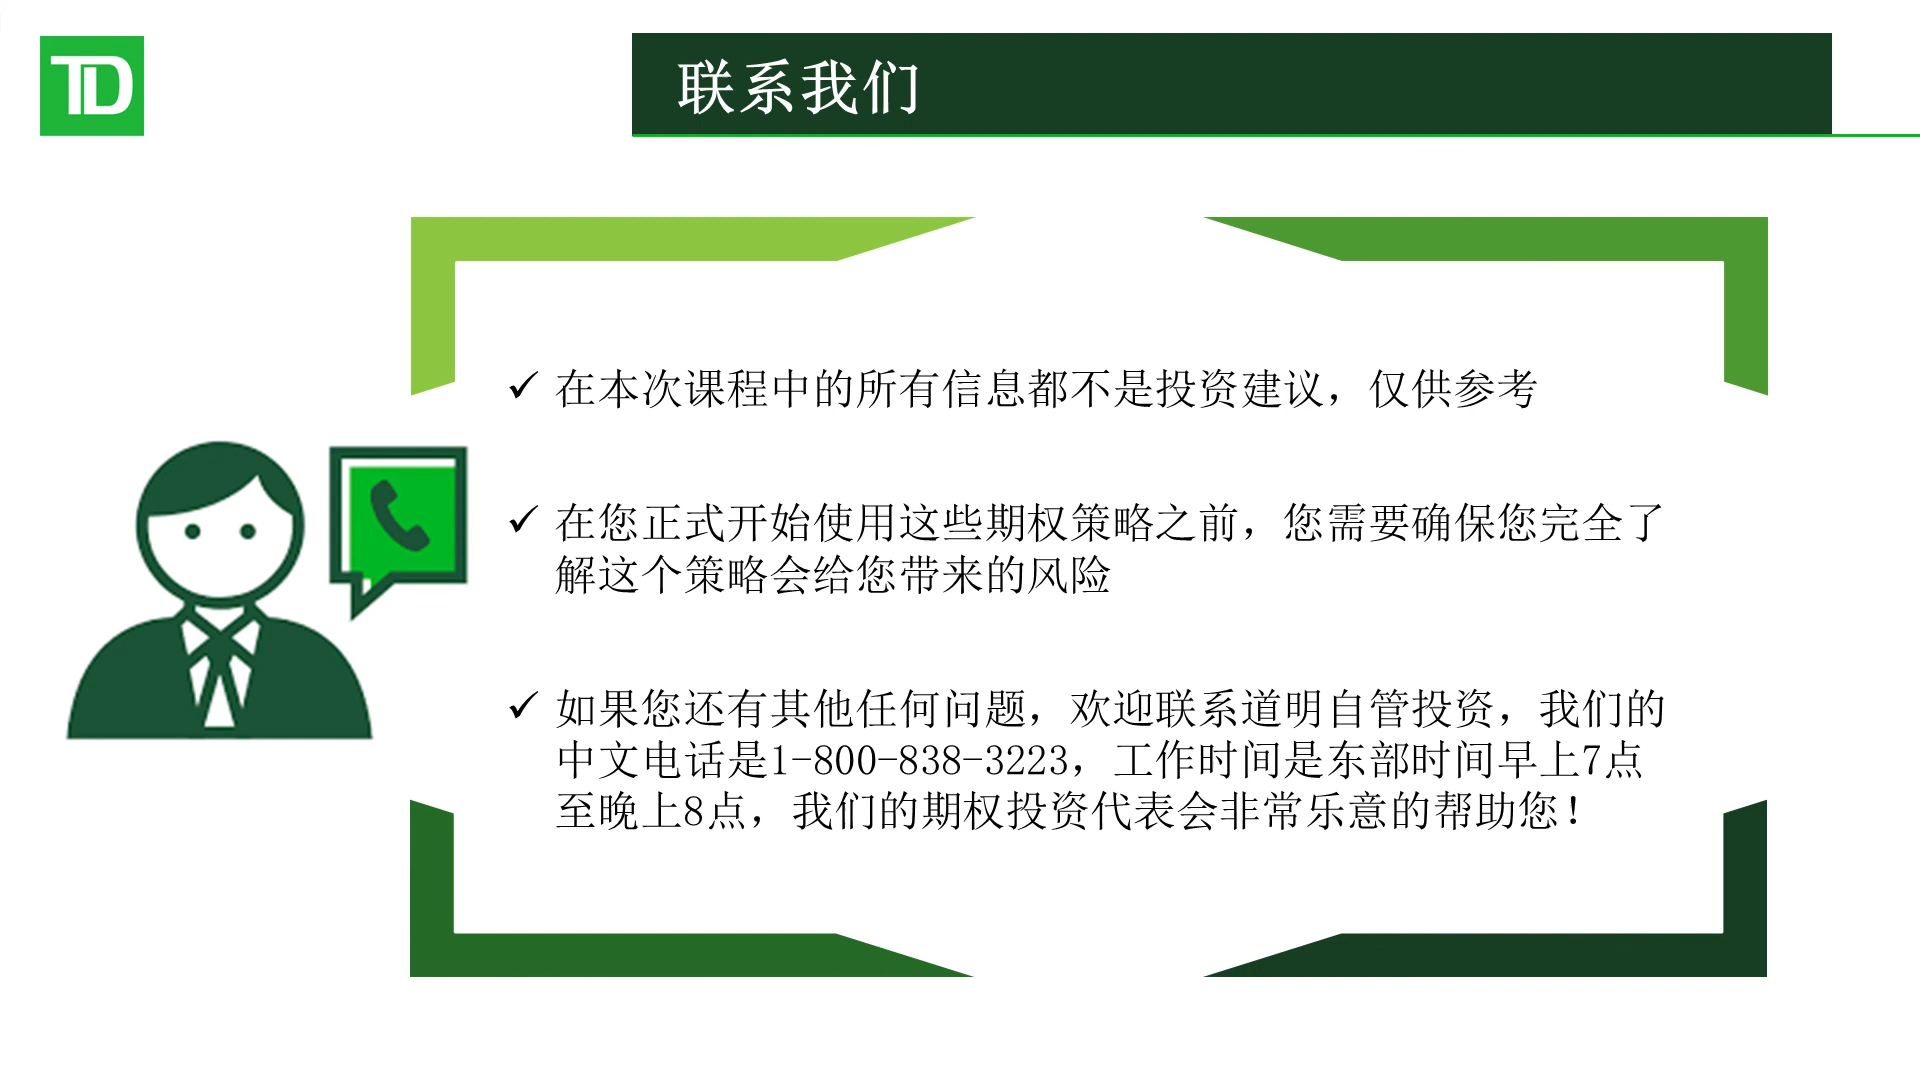 TD
联系我们
在本次课程中的所有信息都不是投资建议，仅供参考
在您正式开始使用这些期权策略之前，您需要确保您完全了
解这个策略会给您带来的风险
如果您还有其他任何问题，欢迎联系道明自管投资，我们的
中文电话是1-800-838-3223，工作时间是东部时间早上7点
至晚上8点，我们的期权投资代表会非常乐意的帮助您！